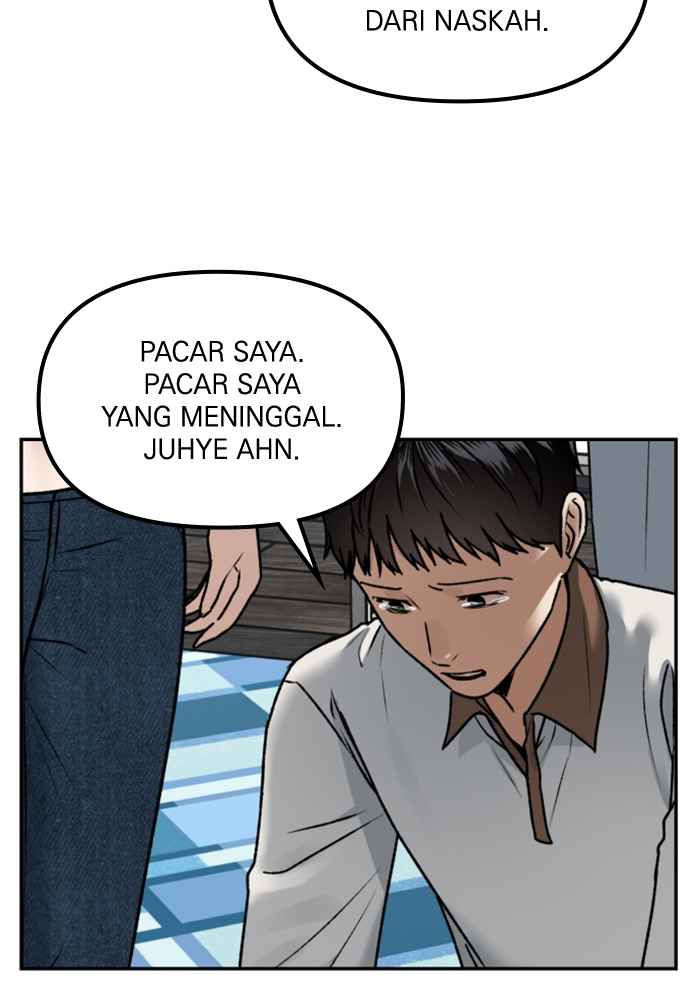 DARI NASKAH.
PACAR SAYA.
PACAR SAYA
YANG MENINGGAL.
JUHYE AHN.